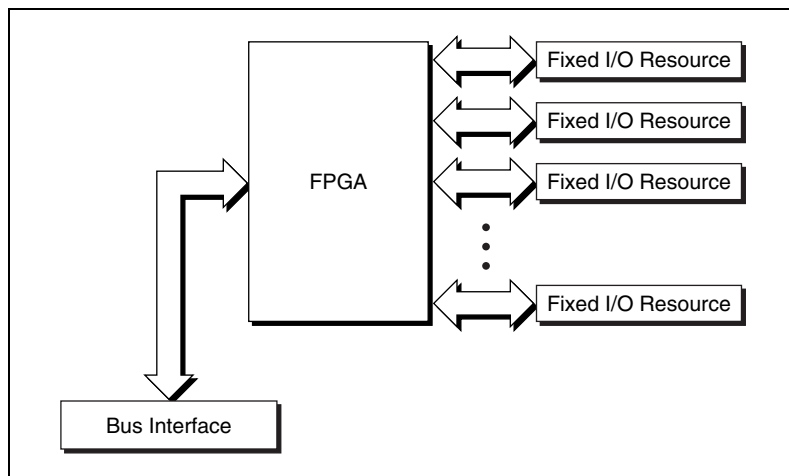 Fixed I/O Resource
Fixed I/O Resource
FPGA
Fixed I/O Resource
Fixed I/O Resource
Bus Interface